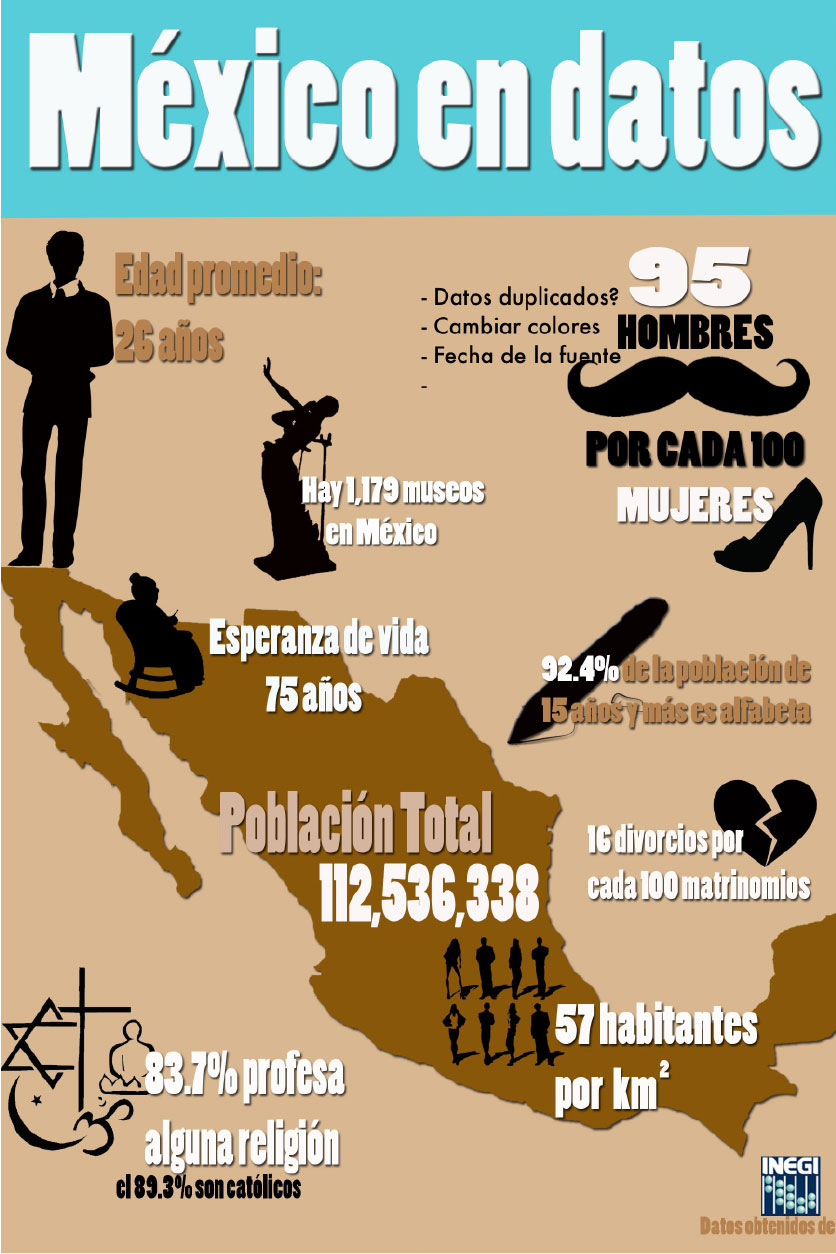 México en datos
Edad promedio:
26 años
- Datos duplicados?
- Cambiar colores
- Fecha de la fuente
-
95
HOMBRES
POR CADA 100
MUJERES
Hay 1,179 museos
en México
Esperanza de vida
75 años
92.4% de la población de
15 años y más es alfabeta
Población Total
112,536,338
16 divorcios por
cada 100 matrinomios
57 habitantes
por km²
83.7% profesa
alguna religión
el 89.3% son católicos
INEGI
Datos obtenidos de